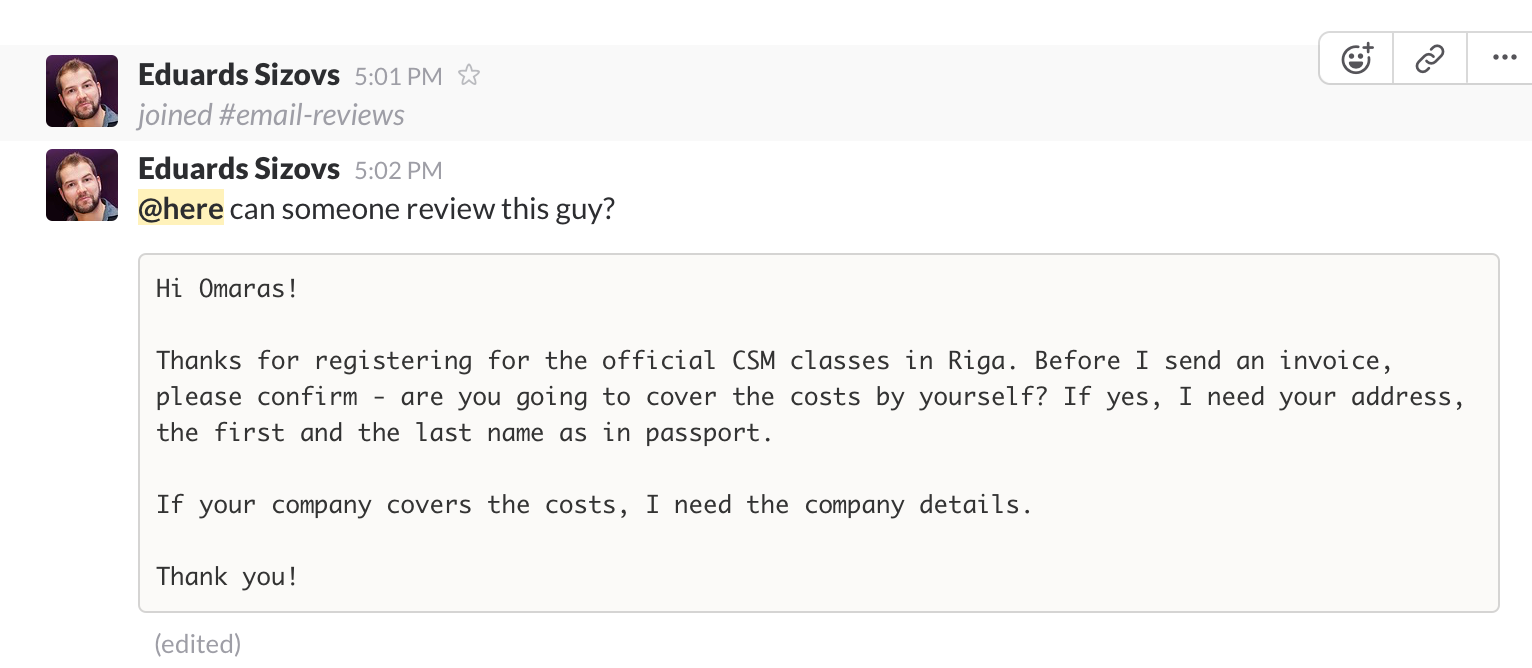 Eduards Sizovs 5:01 PM
joined #email-reviews
Eduards Sizovs 5:02 PM
@here can someone review this guy?
Hi Omaras!
Thanks for registering for the official CSM classes in Riga. Before I send an invoice,
please confirm - are you going to cover the costs by yourself? If yes, I need your address,
the first and the last name as in passport.
If your company covers the costs, I need the company details.
Thank you!
(edited)